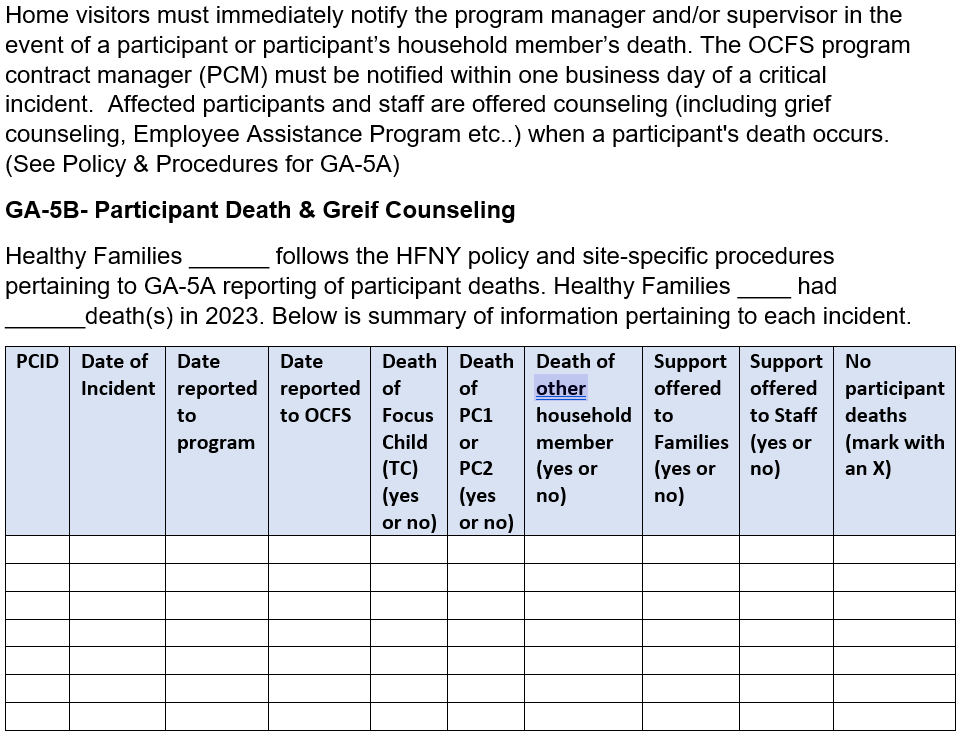 Home visitors must immediately notify the program manager and/or supervisor in the
event of a participant or participant’s household member’s death. The OCFS program
contract manager (PCM) must be notified within one business day of a critical
incident.  Affected participants and staff are offered counseling (including grief
counseling, Employee Assistance Program etc..) when a participant's death occurs.
(See Policy & Procedures for GA-5A)
GA-5B- Participant Death & Greif Counseling
Healthy Families ______ follows the HFNY policy and site-specific procedures
pertaining to GA-5A reporting of participant deaths. Healthy Families ____ had
______death(s) in 2023. Below is summary of information pertaining to each incident.
PCID
Date of
Incident
Date
reported
to
program
Date
reported
to OCFS
Death
of
Focus
Child
(TC)
(yes
or no)
Death
of
PC1
or
PC2
(yes
or no)
Death of
other
household
member
(yes or
no)
Support
offered
to
Families
(yes or
no)
Support
offered
to Staff
(yes or
no)
No
participant
deaths
(mark with
an X)